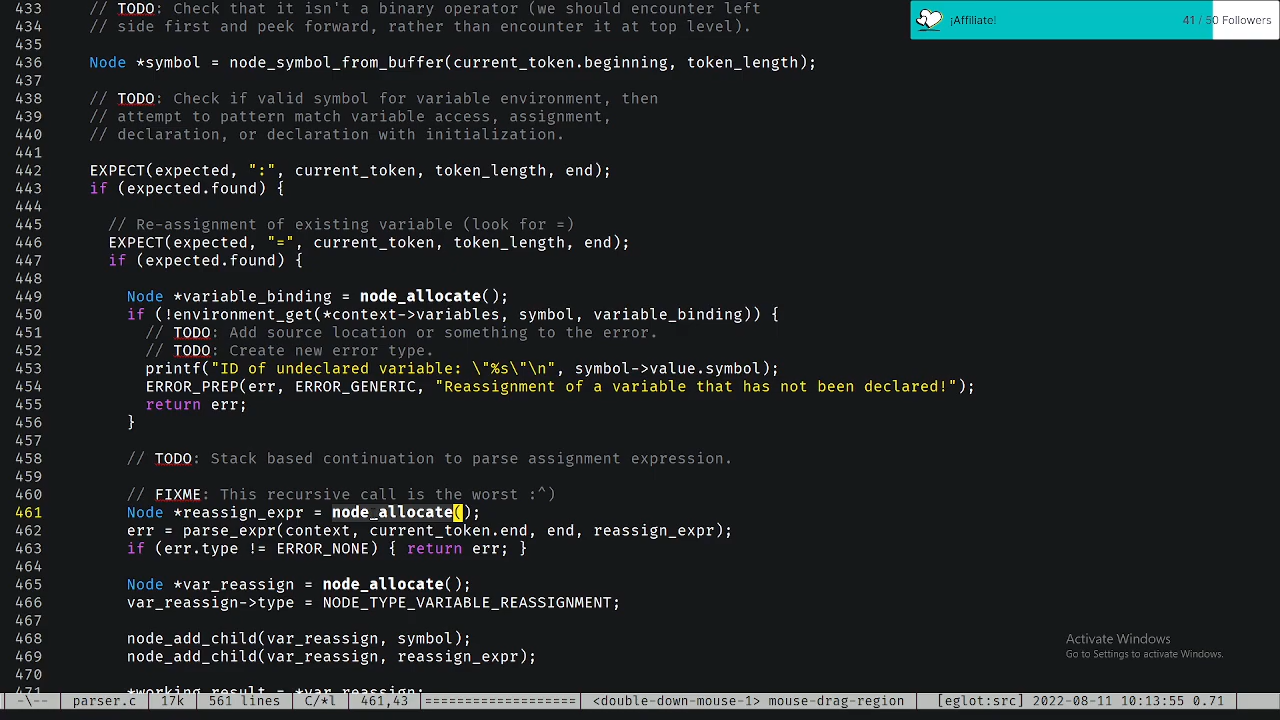 433 // TODO: Check that it isn't a binary operator (we should encounter left
434 // side first and peek forward, rather than encounter it at top level).
435
436 Node *symbol = node_symbol_from_buffer(current_token.beginning, token_length);
437
438 // TODO: Check if valid symbol for variable environment, then
439 // attempt to pattern match variable access, assignment,
440 // declaration, or declaration with initialization.
441
442 EXPECT(expected, ":", current_token, token_length, end);
443 if (expected.found) {
444
445 // Re-assignment of existing variable (look for =)
446 EXPECT(expected, "=", current_token, token_length, end);
447 if (expected.found) {
448
449 Node *variable_binding = node_allocate();
450 if (!environment_get(*context->variables, symbol, variable_binding)) {
451 // TODO: Add source location or something to the error.
452 // TODO: Create new error type.
453 printf("ID of undeclared variable: \"%s\"\n", symbol->value.symbol);
454 ERROR_PREP(err, ERROR_GENERIC, "Reassignment of a variable that has not been declared!");
455 return err;
456 }
457
458 // TODO: Stack based continuation to parse assignment expression.
459
460 // FIXME: This recursive call is the worst :^)
461 Node *reassign_expr = node_allocate();
462 err = parse_expr(context, current_token.end, end, reassign_expr);
463 if (err.type != ERROR_NONE) { return err; }
464
465 Node *var_reassign = node_allocate();
466 var_reassign->type = NODE_TYPE_VARIABLE_REASSIGNMENT;
467
468 node_add_child(var_reassign, symbol);
469 node_add_child(var_reassign, reassign_expr);
470
471 *working_result = *var_reassign;
-\-- parser.c 17k 561 lines C/*l 461,43 =================== <double-down-mouse-1> mouse-drag-region [eglot:src] 2022-08-11 10:13:55 0.71
¡Affiliate! 41 / 50 Followers
Activate Windows
Go to Settings to activate Windows.